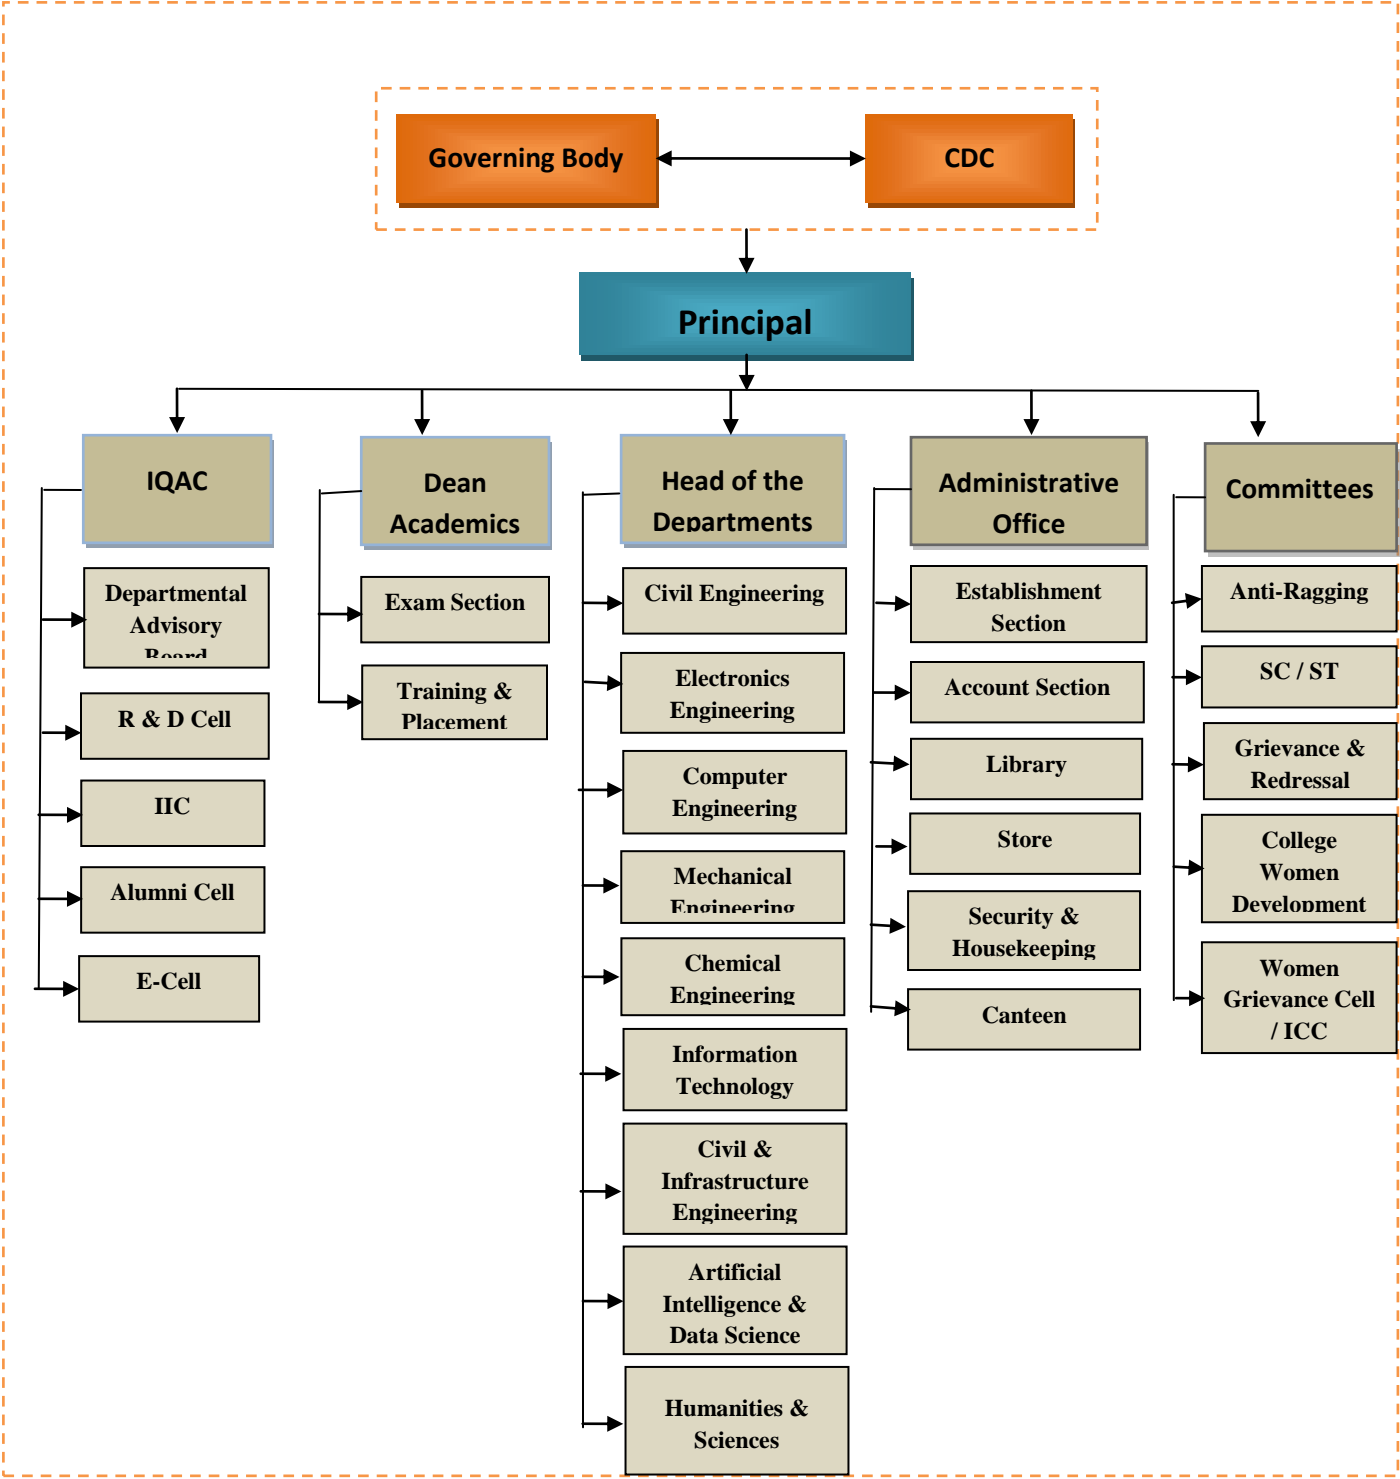 Governing Body
CDC
Principal
IQAC
Dean
Academics
Head of the
Departments
Administrative
Office
Committees
Departmental
Advisory
Board
R & D Cell
IIC
Alumni Cell
E-Cell
Exam Section
Training &
Placement
Civil Engineering
Electronics
Engineering
Computer
Engineering
Mechanical
Engineering
Chemical
Engineering
Information
Technology
Civil &
Infrastructure
Engineering
Artificial
Intelligence &
Data Science
Humanities &
Sciences
Establishment
Section
Account Section
Library
Store
Security &
Housekeeping
Canteen
Anti-Ragging
SC / ST
Grievance &
Redressal
College
Women
Development
Women
Grievance Cell
/ ICC